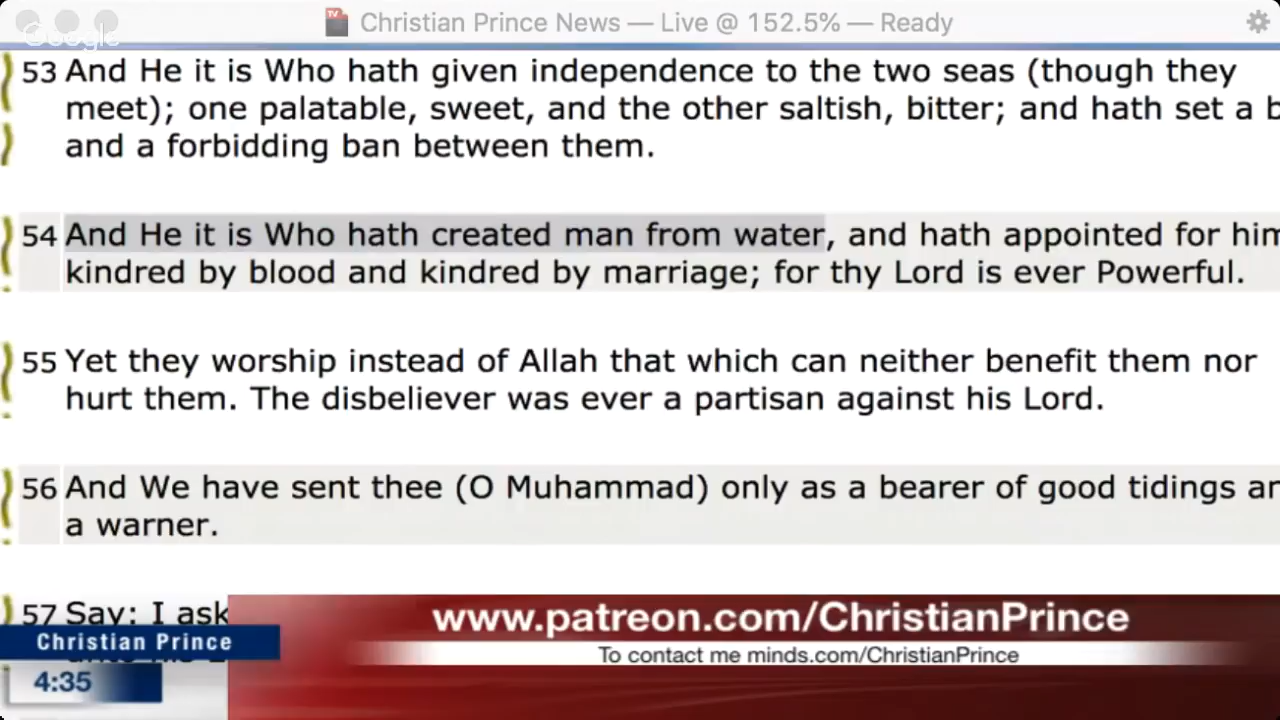 Christian Prince News — Live @ 152.5% — Ready
Google
53 And He it is Who hath given independence to the two seas (though they
meet); one palatable, sweet, and the other saltish, bitter; and hath set a
and a forbidding ban between them.
54 And He it is Who hath created man from water, and hath appointed for him
kindred by blood and kindred by marriage; for thy Lord is ever Powerful.
55 Yet they worship instead of Allah that which can neither benefit them nor
hurt them. The disbeliever was ever a partisan against his Lord.
56 And We have sent thee (O Muhammad) only as a bearer of good tidings
a warner.
57 Say: I ask
www.patreon.com/ChristianPrince
Christian Prince
To contact me minds.com/ChristianPrince
4:35